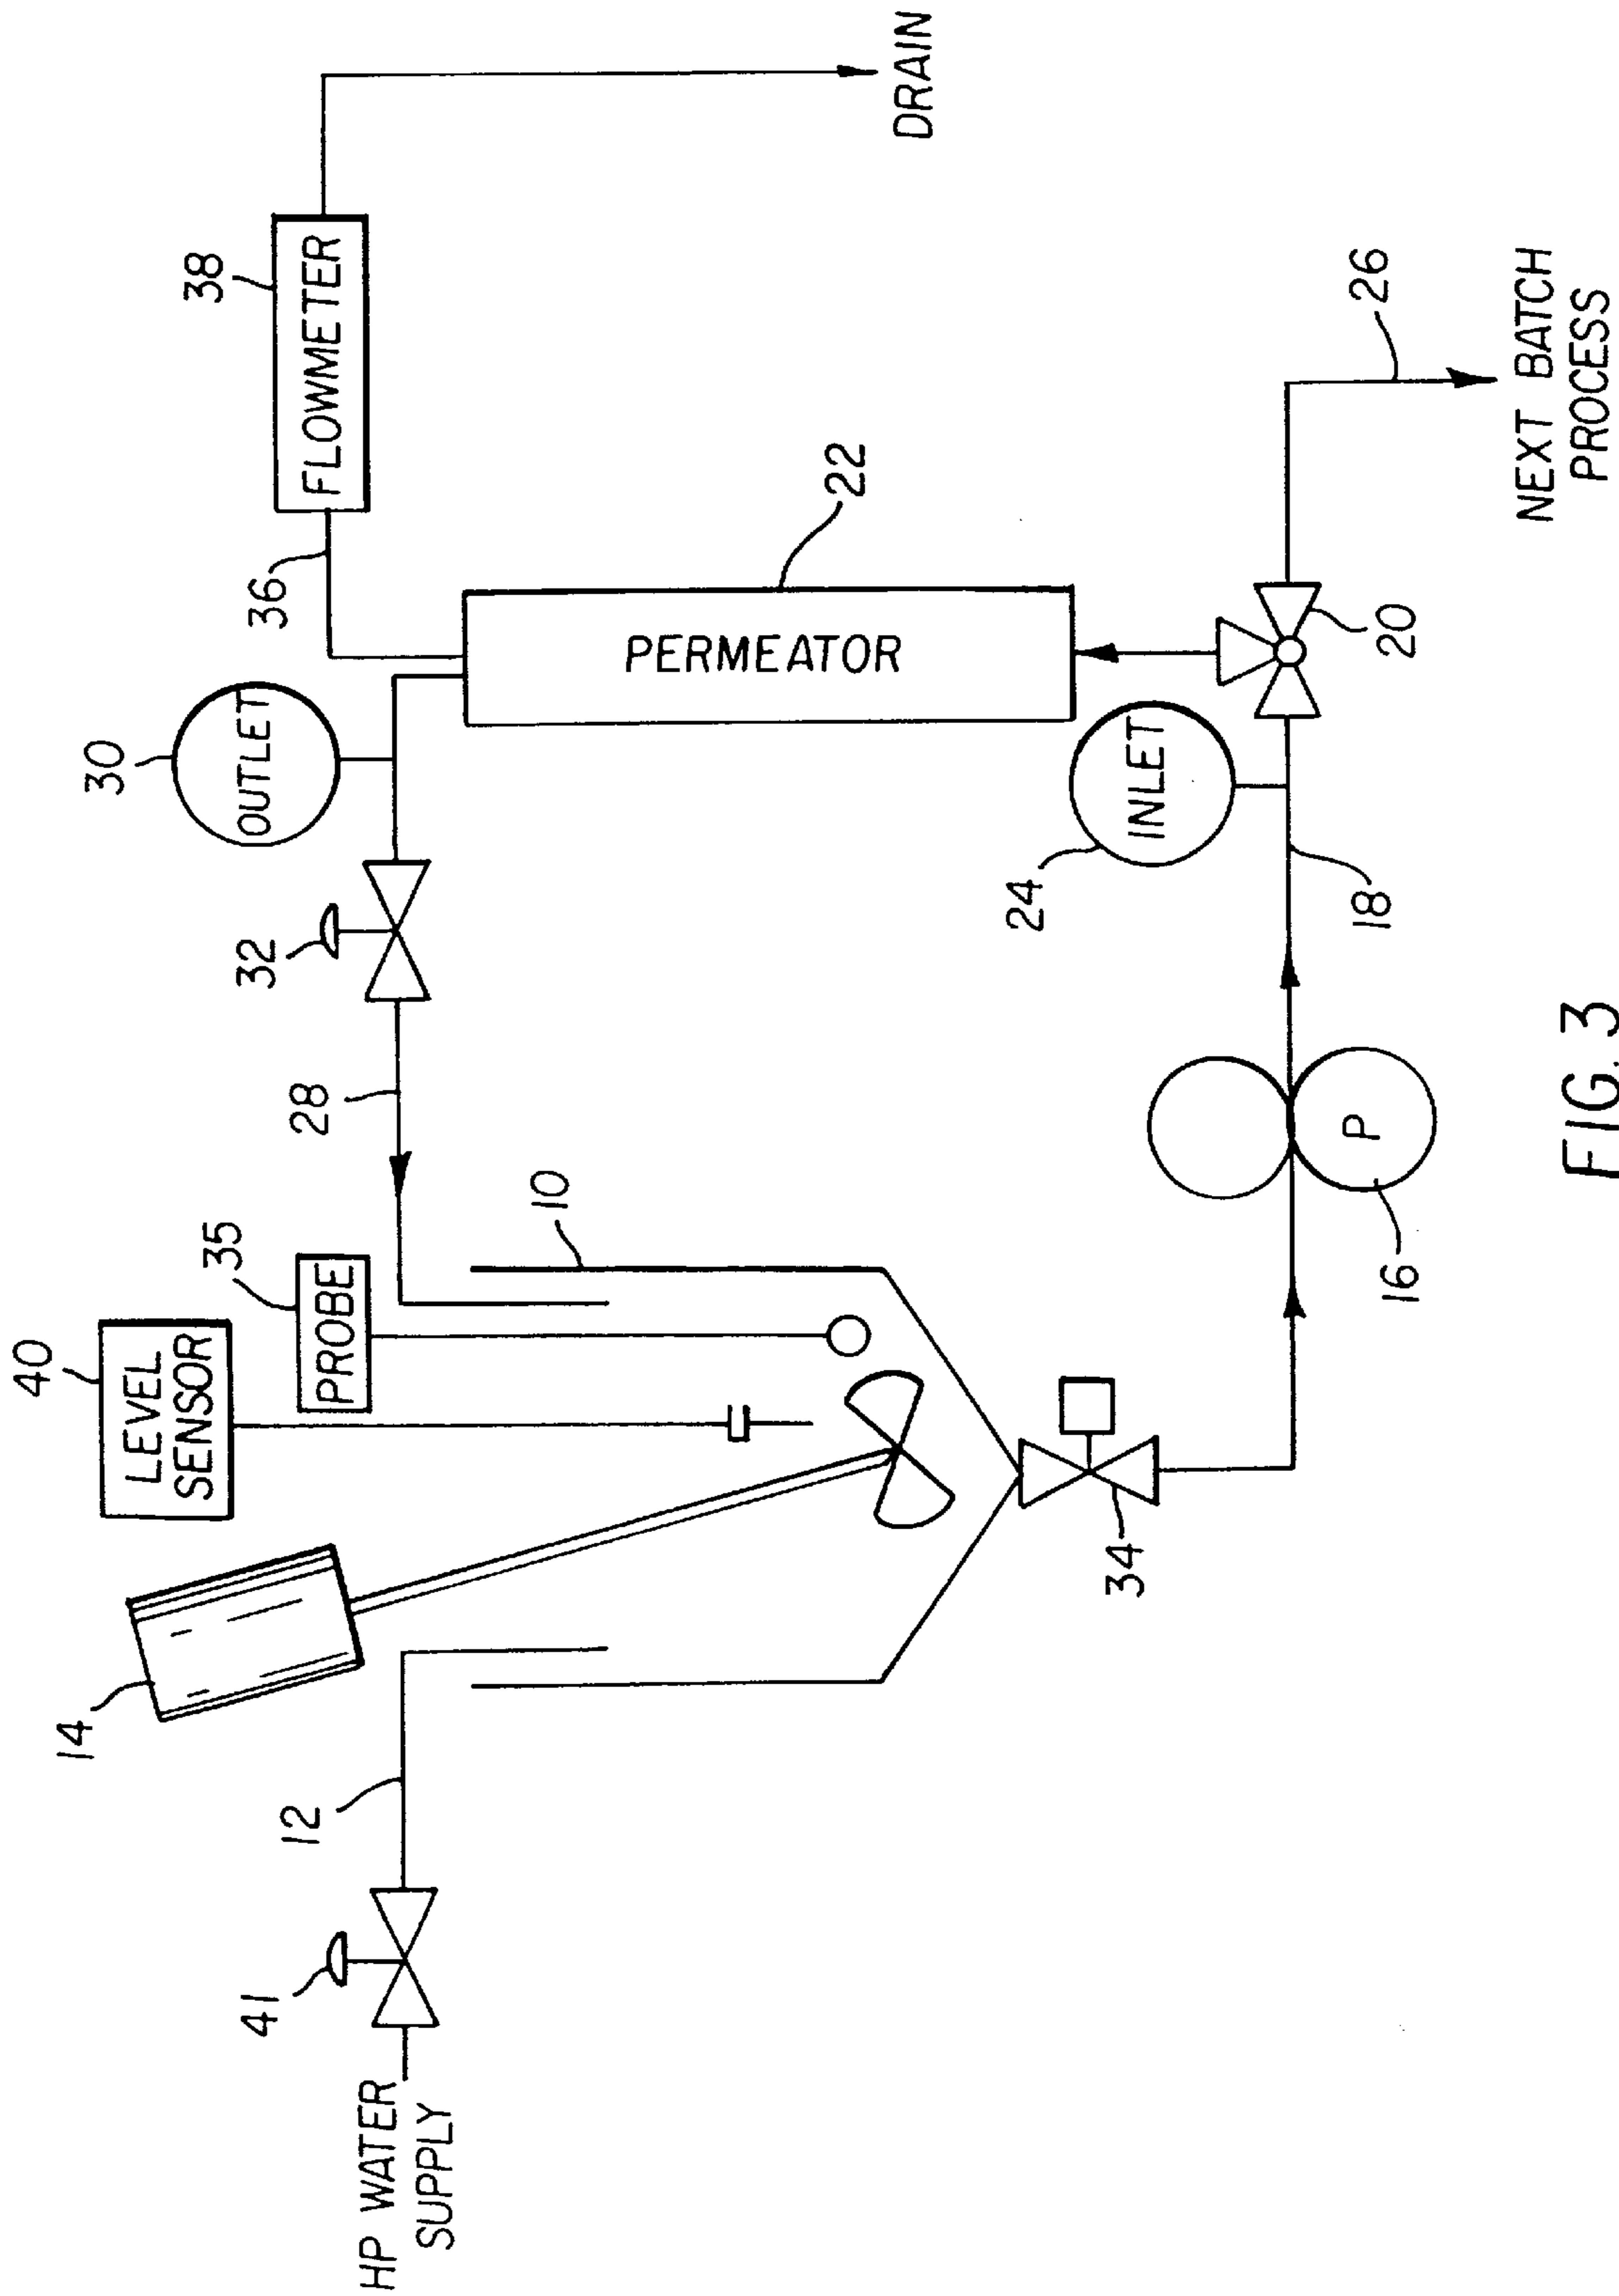 40
LEVEL
SENSOR
35
PROBE
14
30
OUTLET
38
FLOWMETER
36
32
28
12
41
HP WATER
SUPPLY
10
22
PERMEATOR
DRAIN
24
INLET
34
18
20
26
16
P
NEXT BATCH
PROCESS
FIG. 3